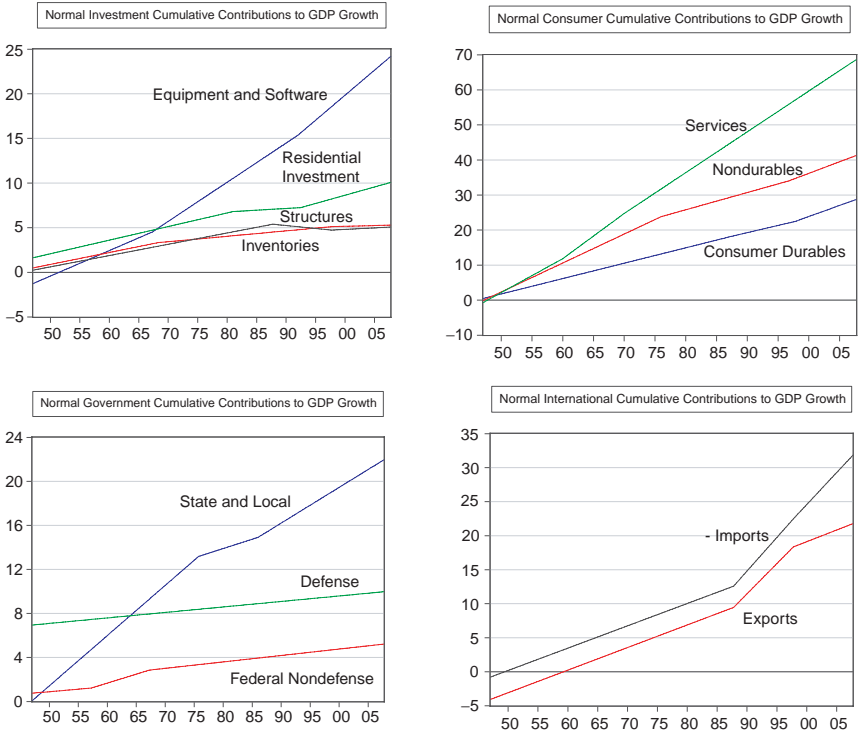 Normal Investment Cumulative Contributions to GDP Growth
25
20
15
10
5
0
–5
Equipment and Software
Residential
Investment
Structures
Inventories
50 55 60 65 70 75 80 85 90 95 00 05
Normal Consumer Cumulative Contributions to GDP Growth
70
60
50
40
30
20
10
0
–10
Services
Nondurables
Consumer Durables
50 55 60 65 70 75 80 85 90 95 00 05
Normal Government Cumulative Contributions to GDP Growth
24
20
16
12
8
4
0
State and Local
Defense
Federal Nondefense
50 55 60 65 70 75 80 85 90 95 00 05
Normal International Cumulative Contributions to GDP Growth
35
30
25
20
15
10
5
0
–5
- Imports
Exports
50 55 60 65 70 75 80 85 90 95 00 05